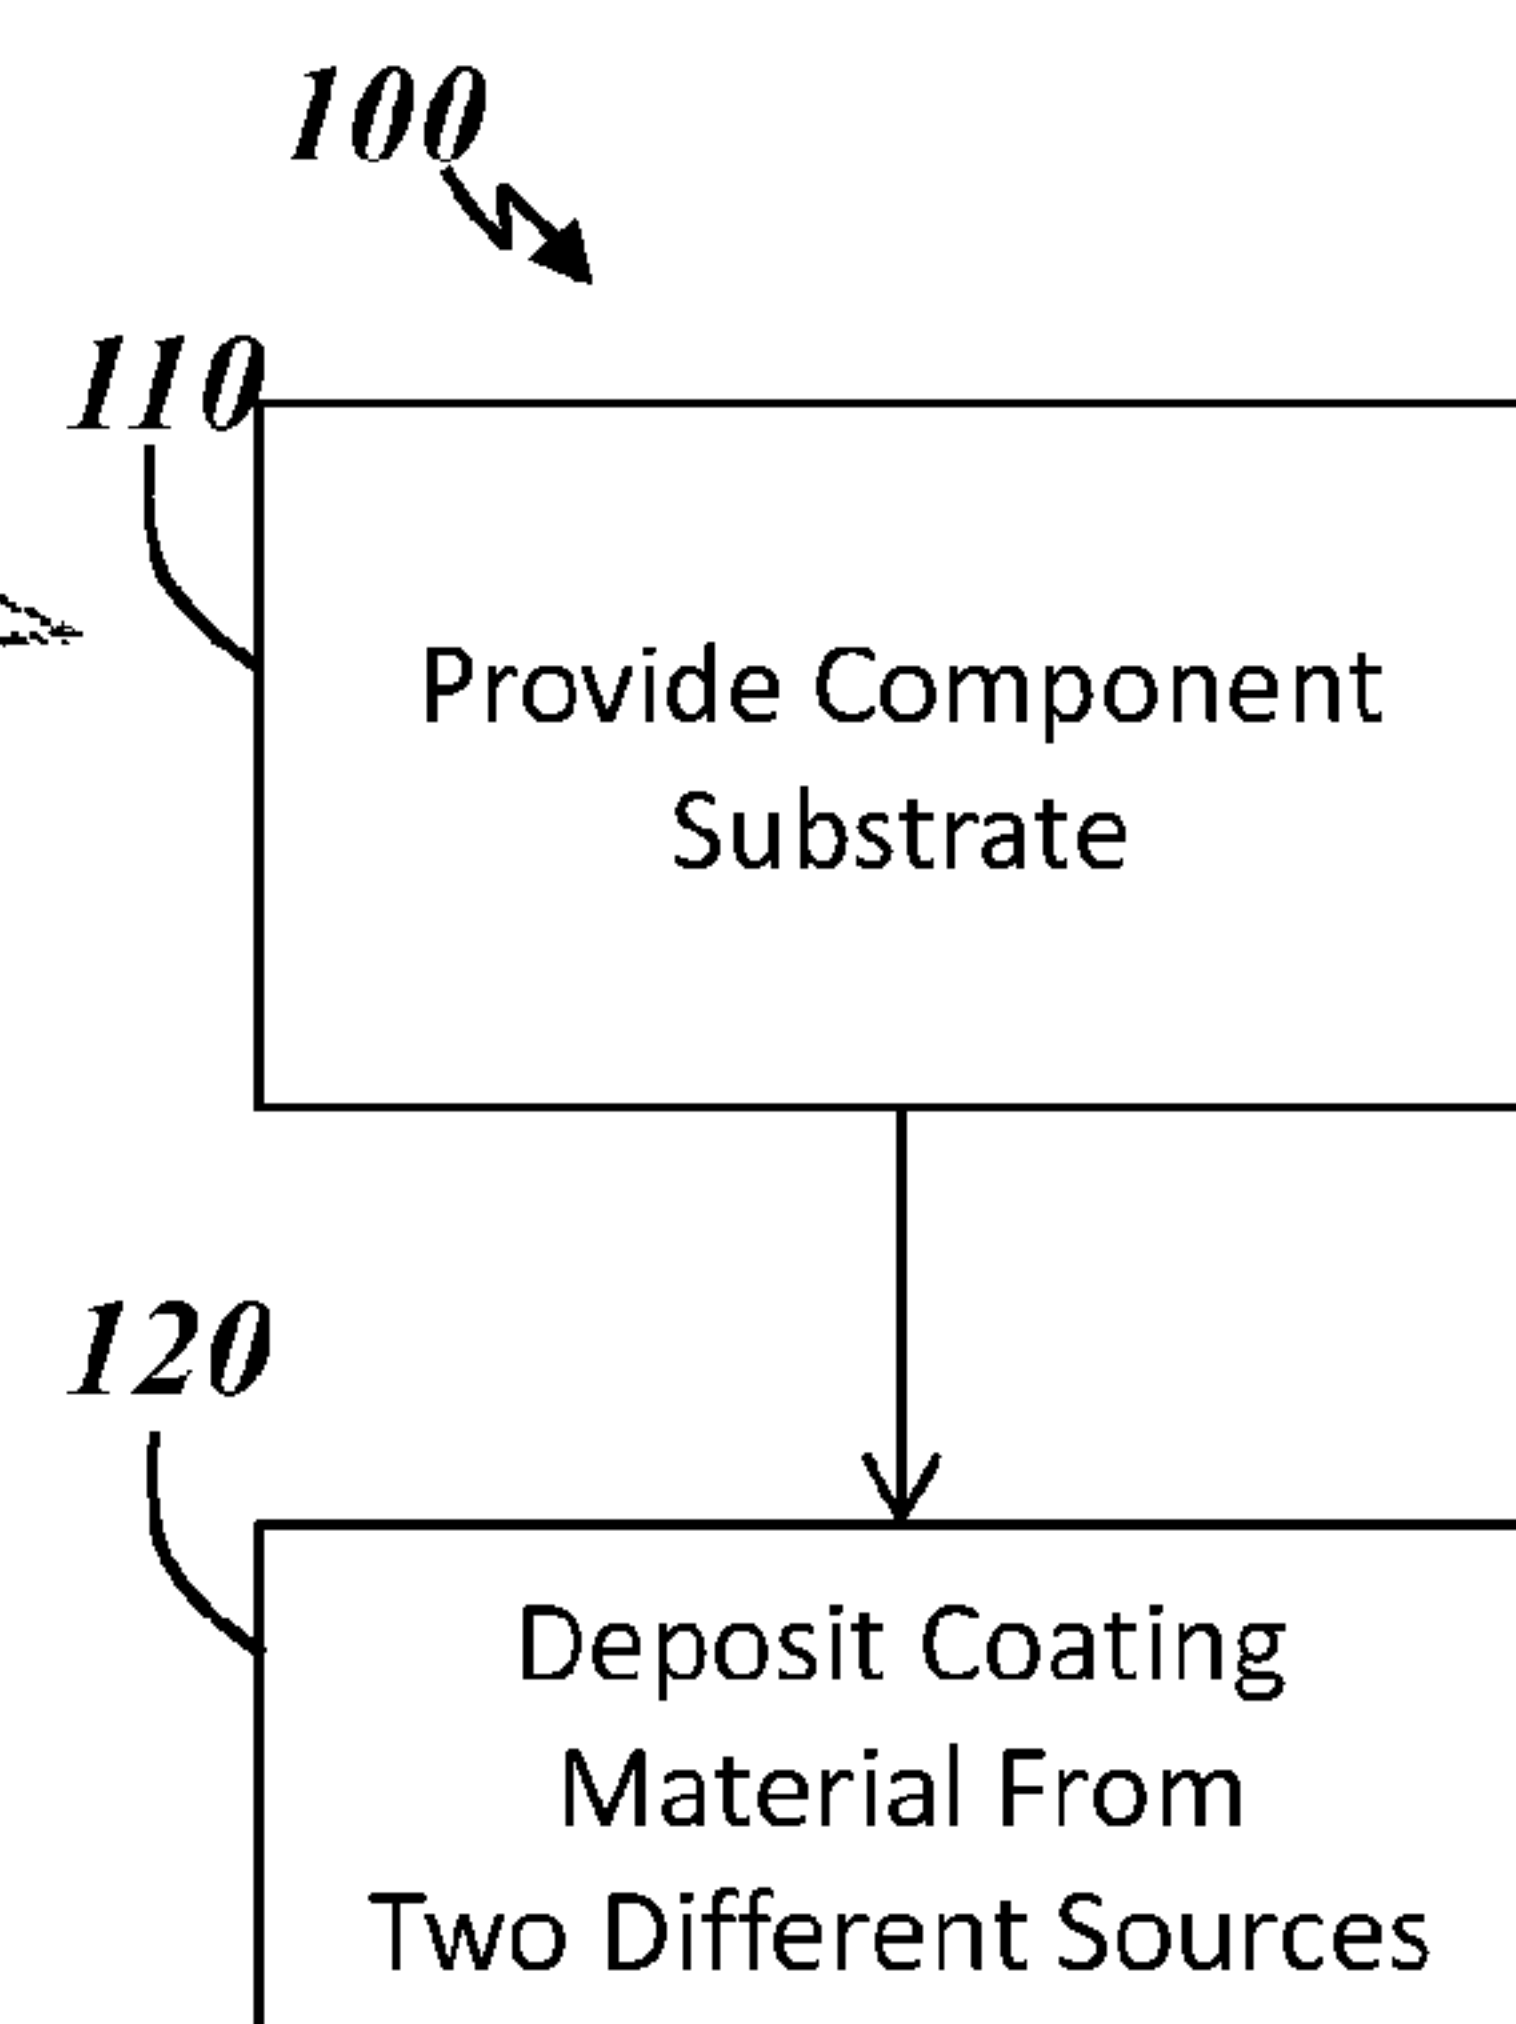 100
110
Provide Component
Substrate
120
Deposit Coating
Material From
Two Different Sources